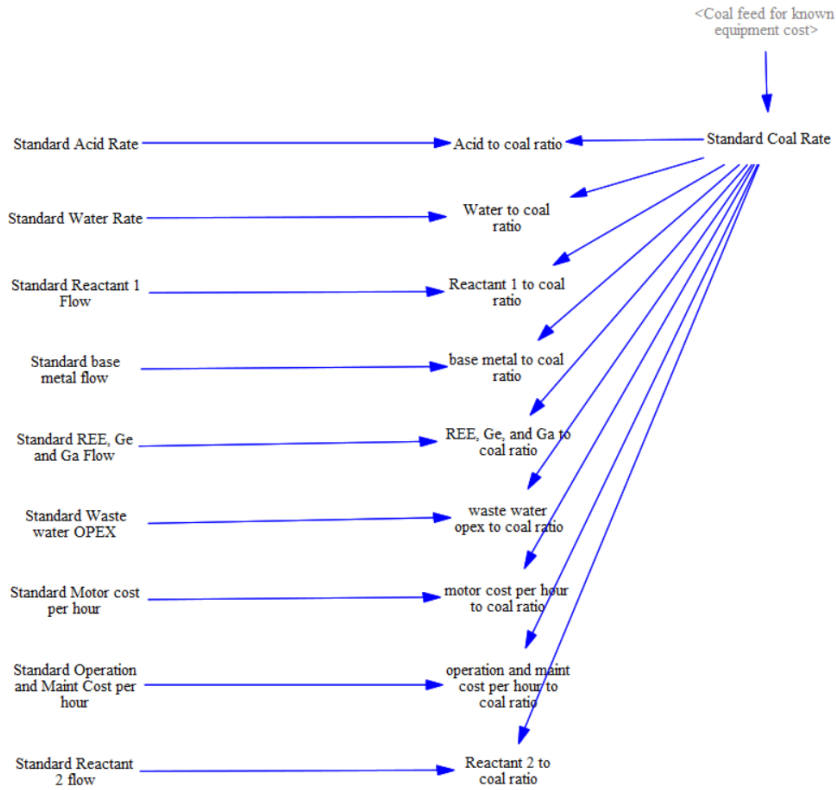 <Coal feed for known
equipment cost>
Standard Acid Rate
Acid to coal ratio
Standard Coal Rate
Standard Water Rate
Water to coal
ratio
Standard Reactant 1
Flow
Reactant 1 to coal
ratio
Standard base
metal flow
base metal to coal
ratio
Standard REE, Ge
and Ga Flow
REE, Ge, and Ga to
coal ratio
Standard Waste
water OPEX
waste water
opex to coal ratio
Standard Motor cost
per hour
motor cost per hour
to coal ratio
Standard Operation
and Maint Cost per
hour
operation and maint
cost per hour to
coal ratio
Standard Reactant
2 flow
Reactant 2 to
coal ratio